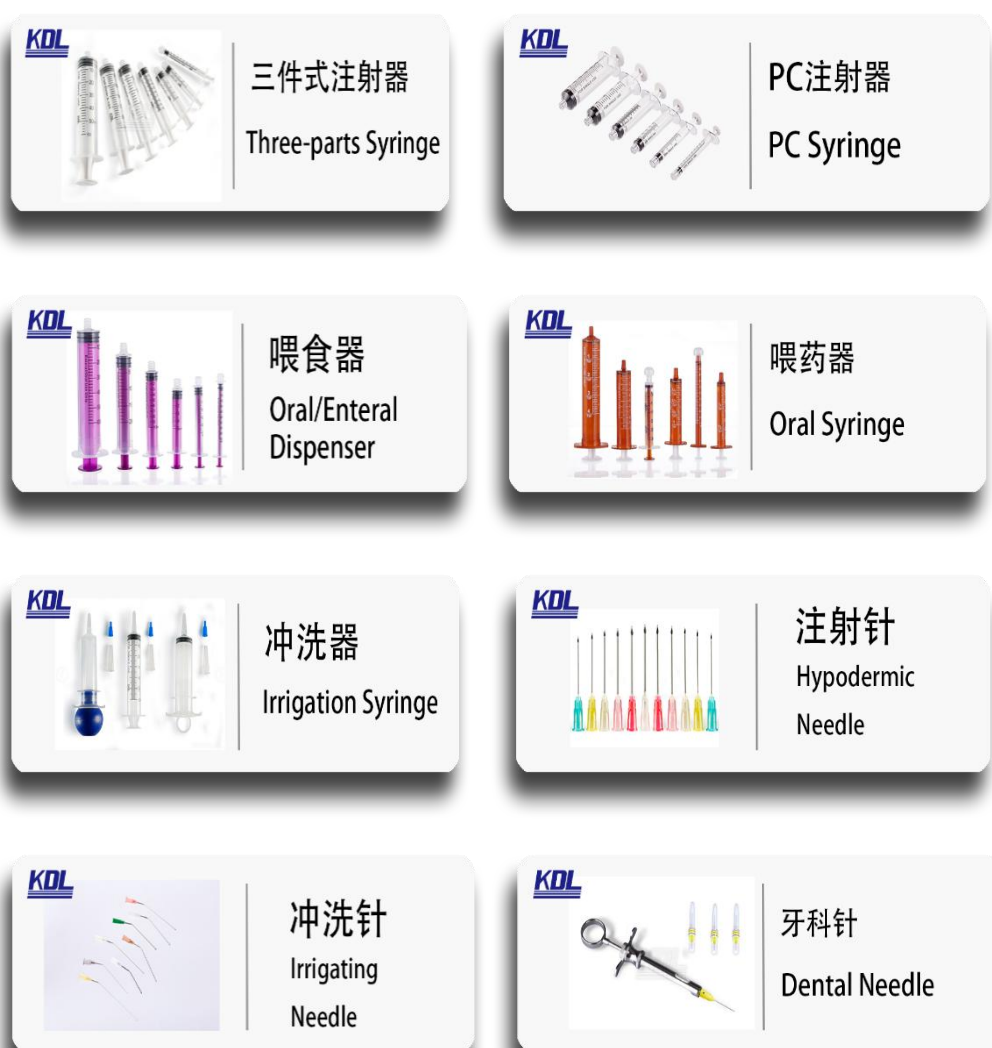 KDL
三件式注射器
Three-parts Syringe
KDL
PC注射器
PC Syringe
KDL
喂食器
Oral/Enteral
Dispenser
KDL
喂药器
Oral Syringe
KDL
冲洗器
Irrigation Syringe
KDL
注射针
Hypodermic
Needle
KDL
冲洗针
Irrigating
Needle
KDL
牙科针
Dental Needle